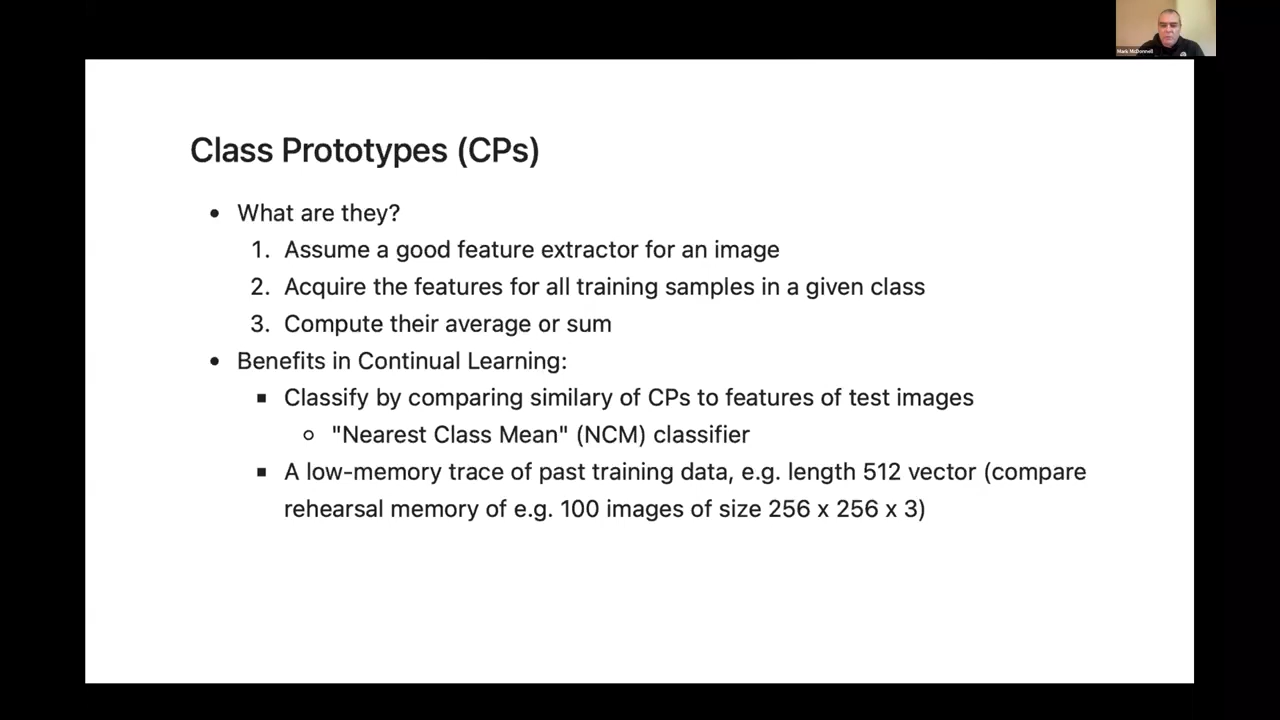 Mark McDonnell
Class Prototypes (CPs)
• What are they?
1. Assume a good feature extractor for an image
2. Acquire the features for all training samples in a given class
3. Compute their average or sum
• Benefits in Continual Learning:
▪ Classify by comparing similary of CPs to features of test images
○ "Nearest Class Mean" (NCM) classifier
▪ A low-memory trace of past training data, e.g. length 512 vector (compare
rehearsal memory of e.g. 100 images of size 256 x 256 x 3)